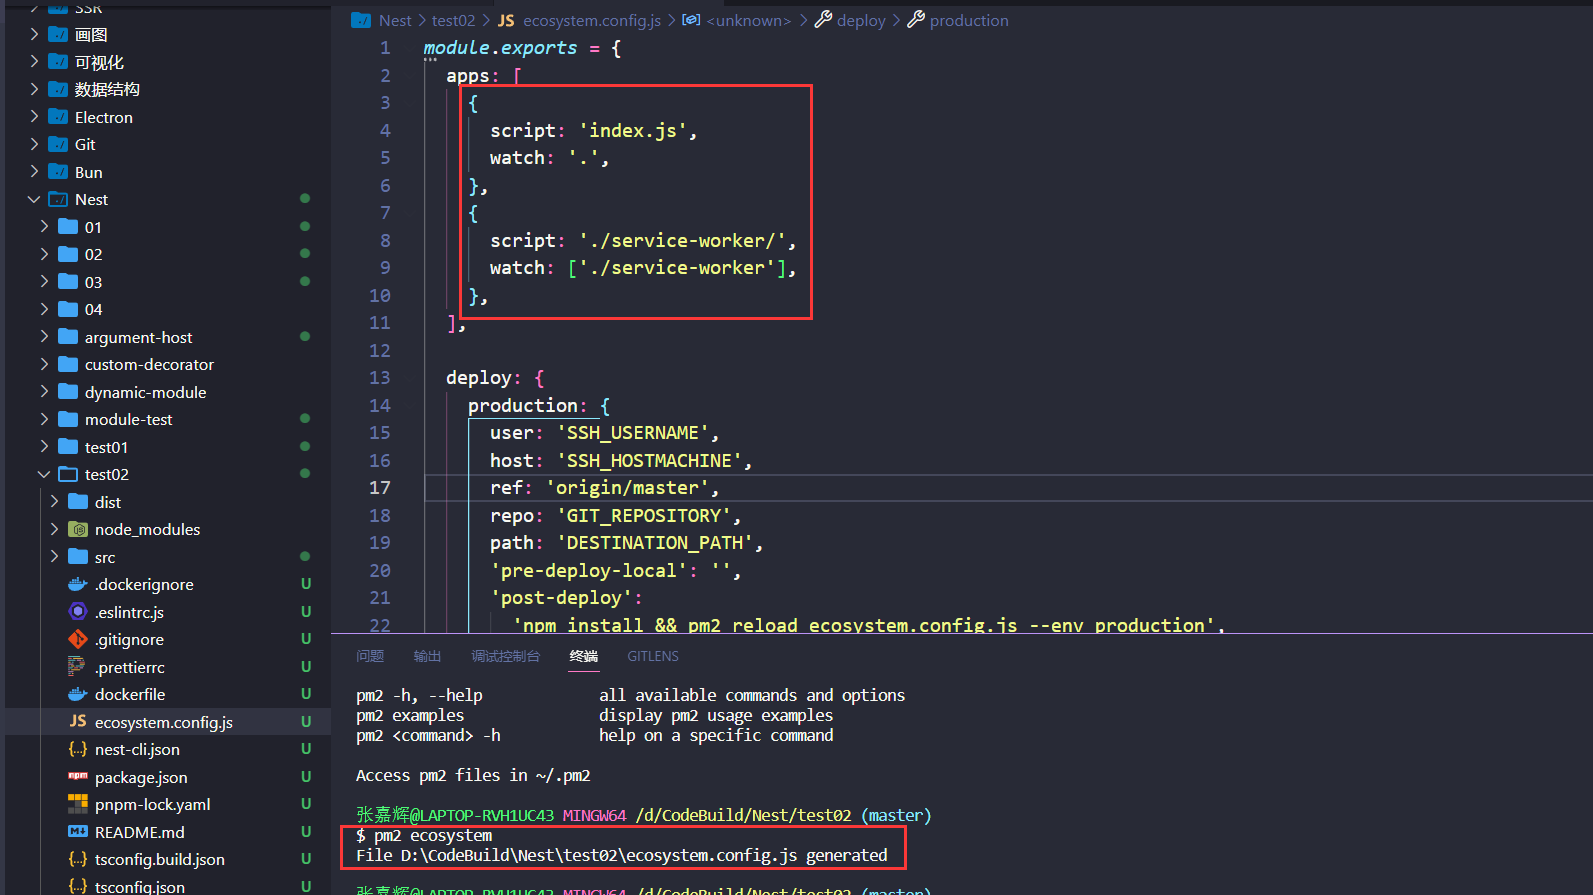 SSR
画图
可视化
数据结构
Electron
Git
Bun
Nest
01
02
03
04
argument-host
custom-decorator
dynamic-module
module-test
test01
test02
dist
node_modules
src
.dockerignore U
.eslintrc.js U
.gitignore U
.prettierrc U
dockerfile U
JS ecosystem.config.js U
{..} nest-cli.json U
npm package.json U
pnpm-lock.yaml U
README.md U
{..} tsconfig.build.json U
{..} tsconfig.json U
Nest > test02 > JS ecosystem.config.js > <unknown> > deploy > production
1 module.exports = {
2 apps: [
3 {
4 script: 'index.js',
5 watch: '.',
6 },
7 {
8 script: './service-worker/',
9 watch: ['./service-worker'],
10 },
11 ],
12
13 deploy: {
14 production: {
15 user: 'SSH_USERNAME',
16 host: 'SSH_HOSTMACHINE',
17 ref: 'origin/master',
18 repo: 'GIT_REPOSITORY',
19 path: 'DESTINATION_PATH',
20 'pre-deploy-local': '',
21 'post-deploy':
22 'npm install && pm2 reload ecosystem.config.js --env production',
问题 输出 调试控制台 终端 GITLENS
pm2 -h, --help all available commands and options
pm2 examples display pm2 usage examples
pm2 <command> -h help on a specific command
Access pm2 files in ~/.pm2
张嘉辉@LAPTOP-RVH1UC43 MINGW64 /d/CodeBuild/Nest/test02 (master)
$ pm2 ecosystem
File D:\CodeBuild\Nest\test02\ecosystem.config.js generated
张嘉辉@LAPTOP-RVH1UC43 MINGW64 /d/CodeBuild/Nest/test02 (master)